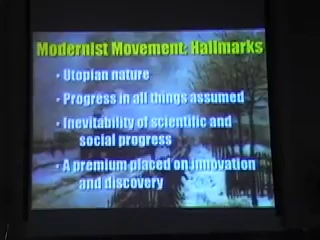 Modernist Movement: Hallmarks
• Utopian nature
• Progress in all things assumed
• Inevitability of scientific and
social progress
• A premium placed on innovation
and discovery